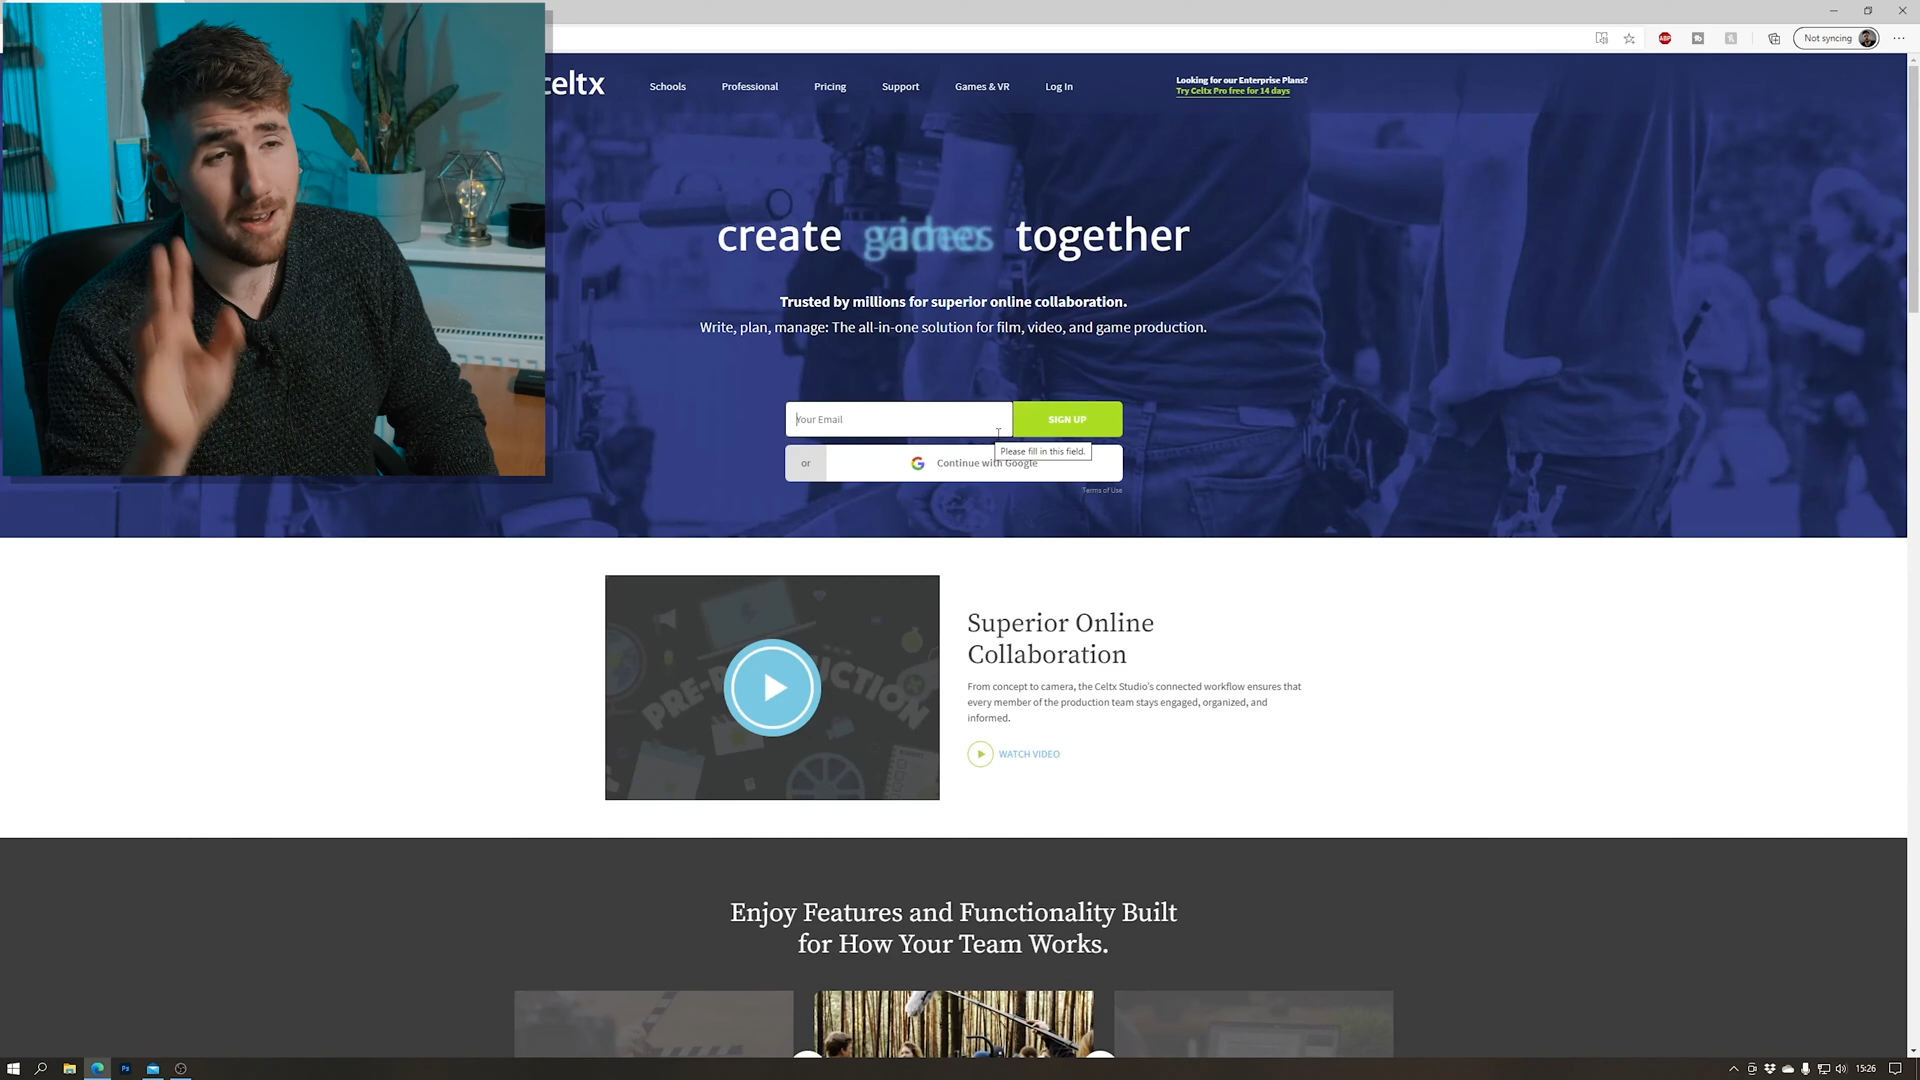 Not syncing
celtx
Schools
Professional
Pricing
Support
Games & VR
Log In
Looking for our Enterprise Plans?
Try Celtx Pro free for 14 days
create
together
Trusted by millions for superior online collaboration.
Write, plan, manage: The all-in-one solution for film, video, and game production.
Your Email
SIGN UP
Please fill in this field.
or
Continue with Google
Terms of Use
PRE-PRODUCTION
Superior Online
Collaboration
From concept to camera, the Celtx Studio's connected workflow ensures that
every member of the production team stays engaged, organized, and
informed.
WATCH VIDEO
Enjoy Features and Functionality Built
for How Your Team Works.
ABP
Ps
15:26